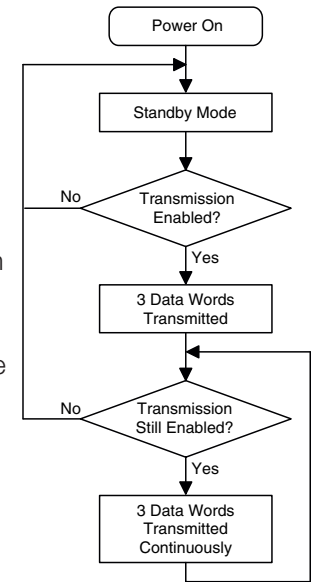 Power On
Standby Mode
No
Transmission
Enabled?
Yes
3 Data Words
Transmitted
No
Transmission
Still Enabled?
Yes
3 Data Words
Transmitted
Continuously